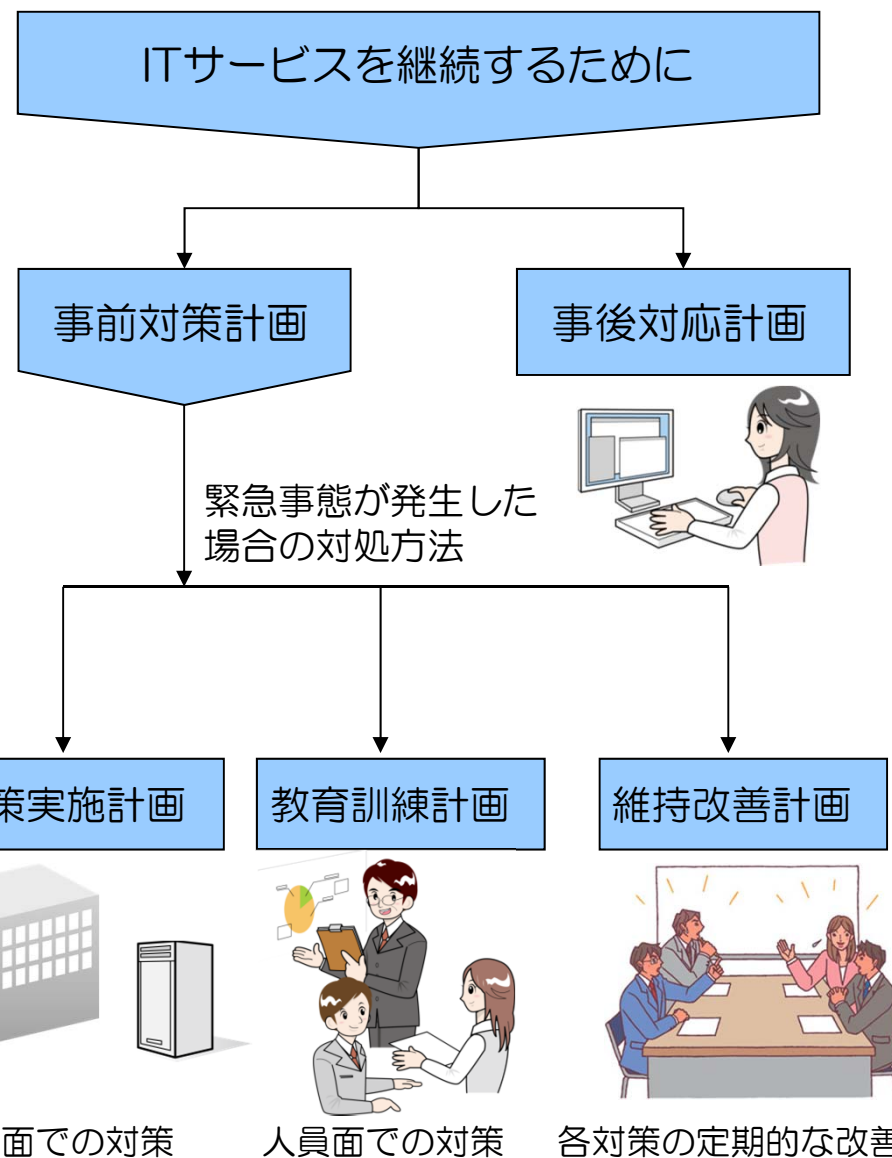 ITサービスを継続するために
事前対策計画
事後対応計画
緊急事態が発生した
場合の対処方法
策実施計画
教育訓練計画
維持改善計画
面での対策
人員面での対策
各対策の定期的な改善